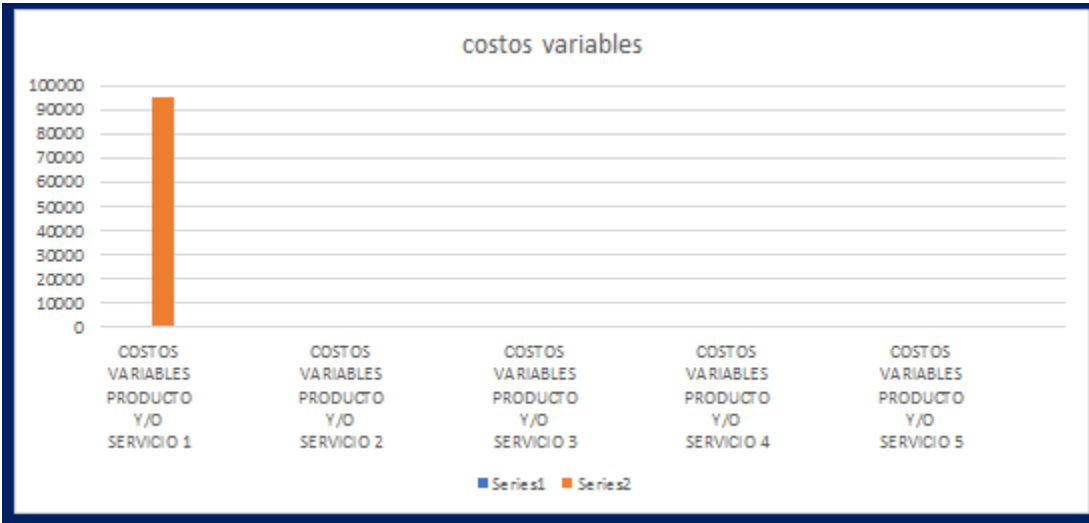 costos variables
100000
90000
80000
70000
60000
50000
40000
30000
20000
10000
0
COSTOS
VARIABLES
PRODUCTO
Y/O
SERVICIO 1
COSTOS
VARIABLES
PRODUCTO
Y/O
SERVICIO 2
COSTOS
VARIABLES
PRODUCTO
Y/O
SERVICIO 3
COSTOS
VARIABLES
PRODUCTO
Y/O
SERVICIO 4
COSTOS
VARIABLES
PRODUCTO
Y/O
SERVICIO 5
Series1 Series2